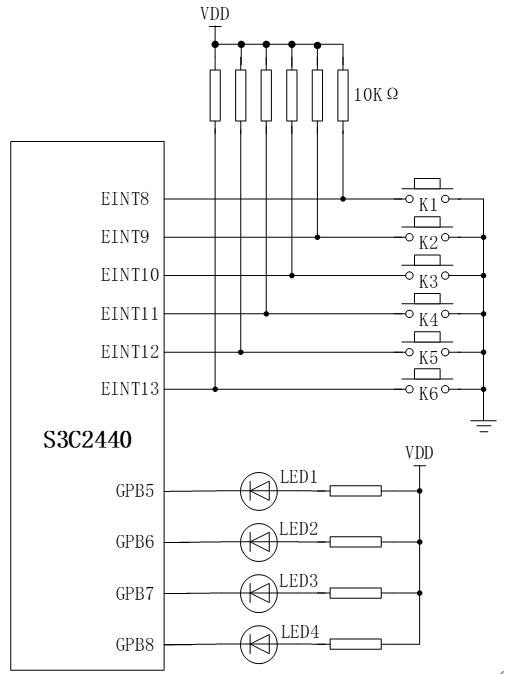 VDD
10KΩ
EINT8
K1
EINT9
K2
EINT10
K3
EINT11
K4
EINT12
K5
EINT13
K6
S3C2440
VDD
GPB5
LED1
GPB6
LED2
GPB7
LED3
GPB8
LED4